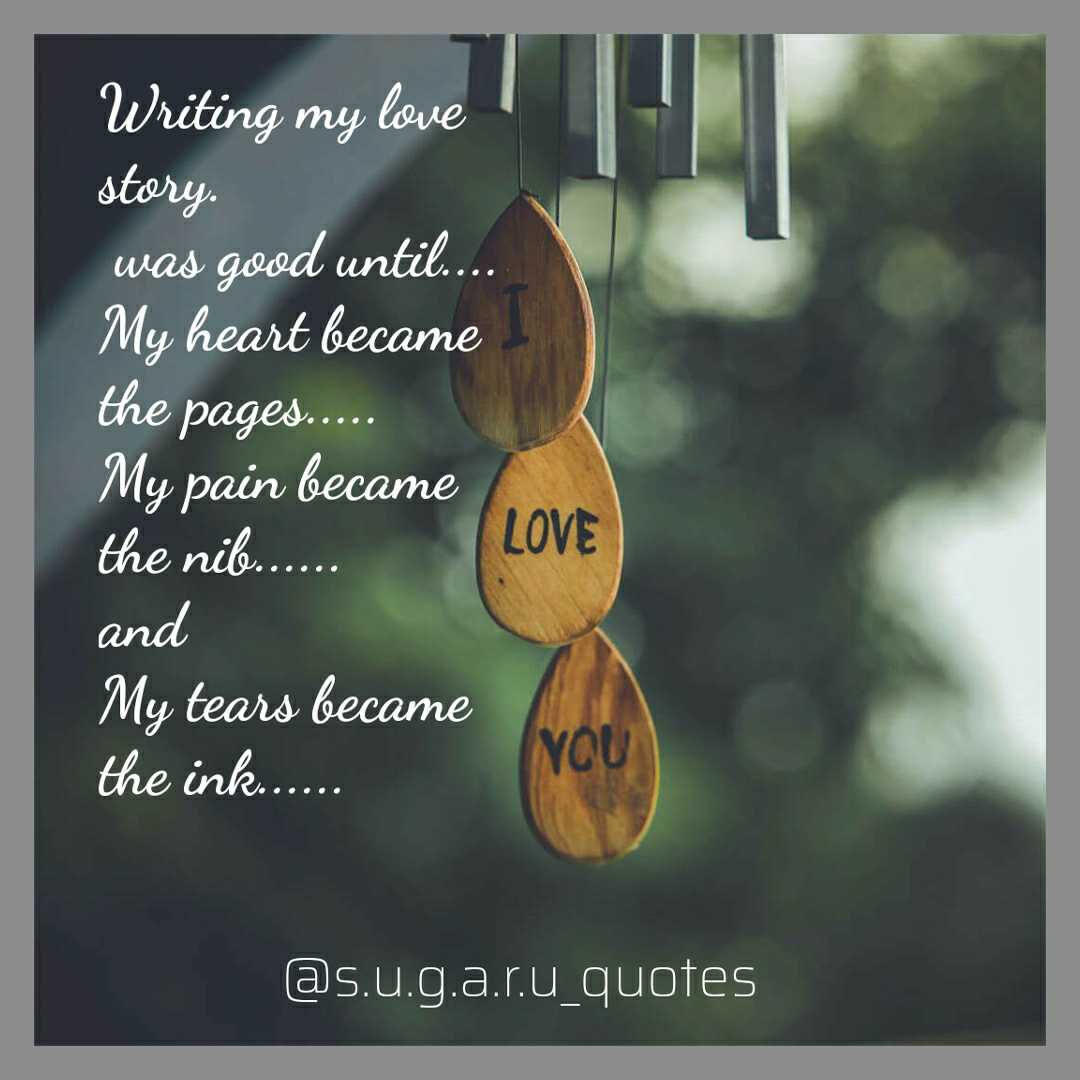 Writing my love
story.
was good until....
My heart became
the pages.....
My pain became
the nib......
and
My tears became
the ink......
I
LOVE
YOU
@s.u.g.a.r.u_quotes